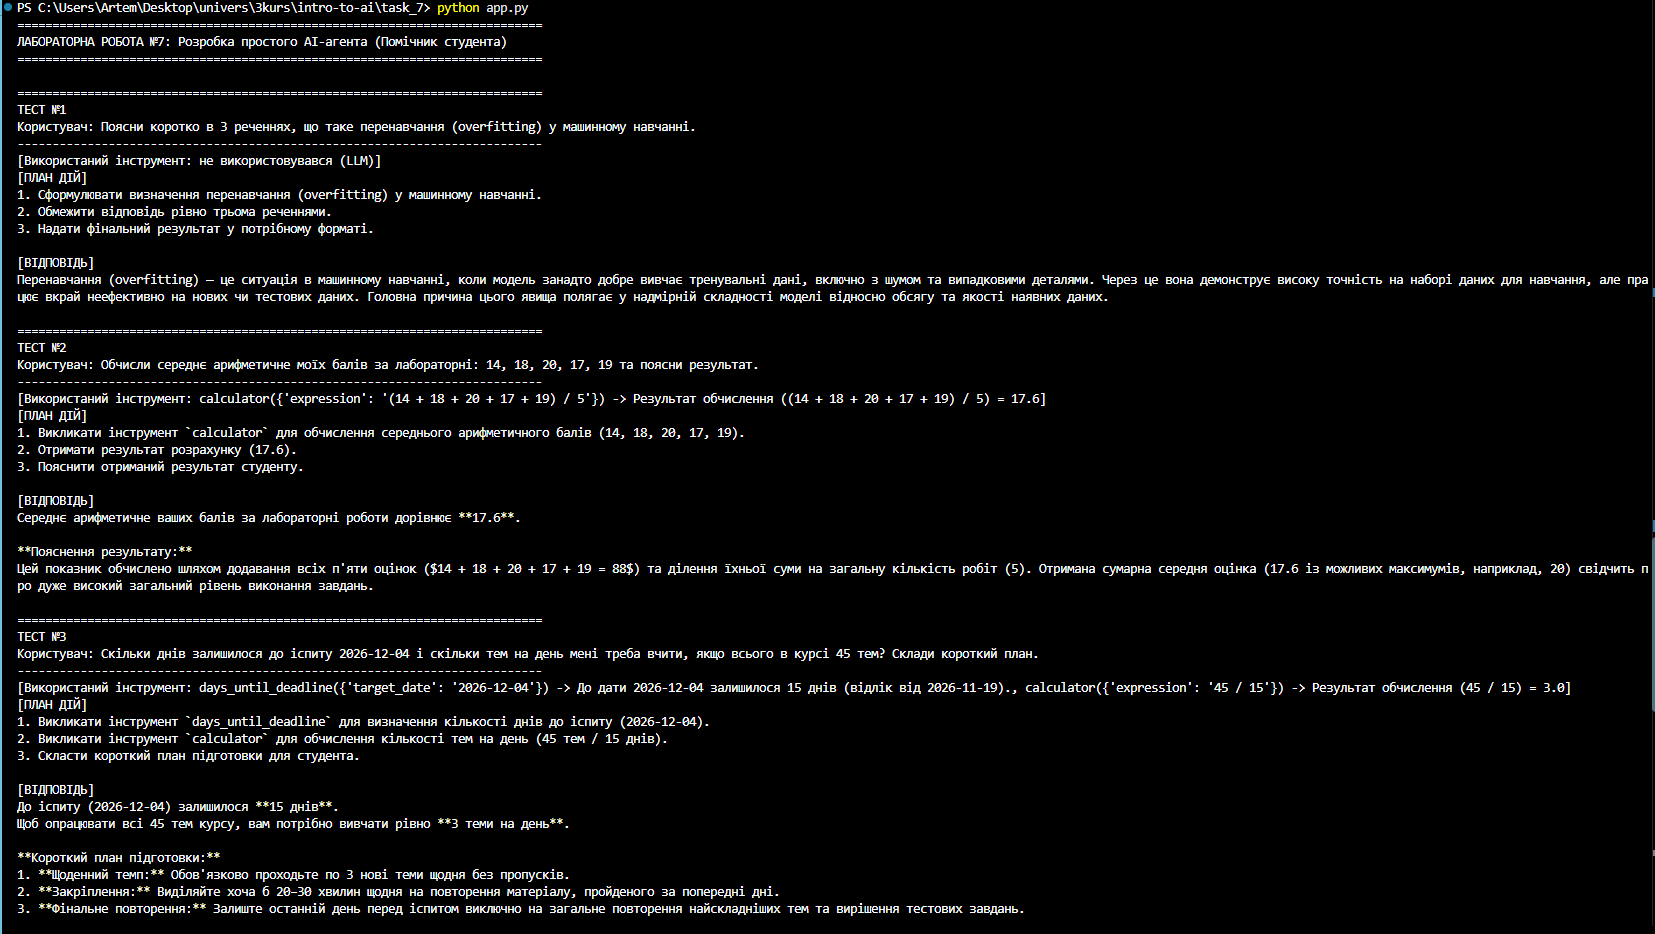 PS C:\Users\Artem\Desktop\univers\3kurs\intro-to-ai\task_7> python app.py
===========================================================================
ЛАБОРАТОРНА РОБОТА №7: Розробка простого AI-агента (Помічник студента)
===========================================================================
===========================================================================
ТЕСТ №1
Користувач: Поясни коротко в 3 реченнях, що таке перенавчання (overfitting) у машинному навчанні.
---------------------------------------------------------------------------
[Використаний інструмент: не використовувався (LLM)]
[ПЛАН ДІЙ]
1. Сформулювати визначення перенавчання (overfitting) у машинному навчанні.
2. Обмежити відповідь рівно трьома реченнями.
3. Надати фінальний результат у потрібному форматі.
[ВІДПОВІДЬ]
Перенавчання (overfitting) — це ситуація в машинному навчанні, коли модель занадто добре вивчає тренувальні дані, включно з шумом та випадковими деталями. Через це вона демонструє високу точність на наборі даних для навчання, але пра
цює вкрай неефективно на нових чи тестових даних. Головна причина цього явища полягає у надмірній складності моделі відносно обсягу та якості наявних даних.
===========================================================================
ТЕСТ №2
Користувач: Обчисли середнє арифметичне моїх балів за лабораторні: 14, 18, 20, 17, 19 та поясни результат.
---------------------------------------------------------------------------
[Використаний інструмент: calculator({'expression': '(14 + 18 + 20 + 17 + 19) / 5'}) -> Результат обчислення ((14 + 18 + 20 + 17 + 19) / 5) = 17.6]
[ПЛАН ДІЙ]
1. Викликати інструмент `calculator` для обчислення середнього арифметичного балів (14, 18, 20, 17, 19).
2. Отримати результат розрахунку (17.6).
3. Пояснити отриманий результат студенту.
[ВІДПОВІДЬ]
Середнє арифметичне ваших балів за лабораторні роботи дорівнює **17.6**.
**Пояснення результату:**
Цей показник обчислено шляхом додавання всіх п'яти оцінок ($14 + 18 + 20 + 17 + 19 = 88$) та ділення їхньої суми на загальну кількість робіт (5). Отримана сумарна середня оцінка (17.6 із можливих максимумів, наприклад, 20) свідчить п
ро дуже високий загальний рівень виконання завдань.
===========================================================================
ТЕСТ №3
Користувач: Скільки днів залишилося до іспиту 2026-12-04 і скільки тем на день мені треба вчити, якщо всього в курсі 45 тем? Склади короткий план.
---------------------------------------------------------------------------
[Використаний інструмент: days_until_deadline({'target_date': '2026-12-04'}) -> До дати 2026-12-04 залишилося 15 днів (відлік від 2026-11-19)., calculator({'expression': '45 / 15'}) -> Результат обчислення (45 / 15) = 3.0]
[ПЛАН ДІЙ]
1. Викликати інструмент `days_until_deadline` для визначення кількості днів до іспиту (2026-12-04).
2. Викликати інструмент `calculator` для обчислення кількості тем на день (45 тем / 15 днів).
3. Скласти короткий план підготовки для студента.
[ВІДПОВІДЬ]
До іспиту (2026-12-04) залишилося **15 днів**.
Щоб опрацювати всі 45 тем курсу, вам потрібно вивчати рівно **3 теми на день**.
**Короткий план підготовки:**
1. **Щоденний темп:** Обов'язково проходьте по 3 нові теми щодня без пропусків.
2. **Закріплення:** Виділяйте хоча б 20–30 хвилин щодня на повторення матеріалу, пройденого за попередні дні.
3. **Фінальне повторення:** Залиште останній день перед іспитом виключно на загальне повторення найскладніших тем та вирішення тестових завдань.